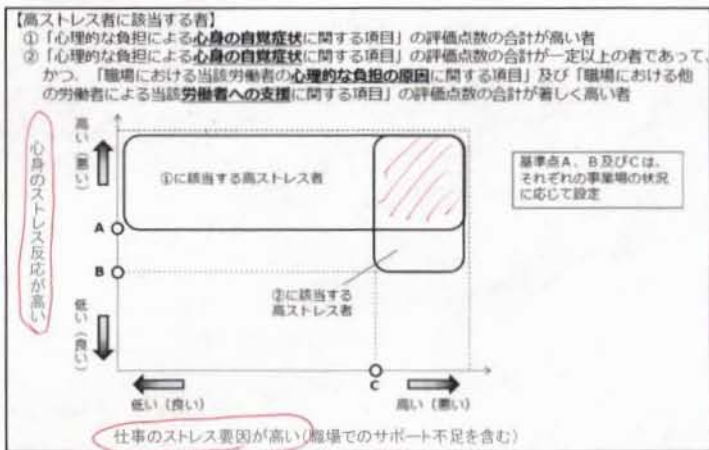 【高ストレス者に該当する者】
①「心理的な負担による心身の自覚症状に関する項目」の評価点数の合計が高い者
②「心理的な負担による心身の自覚症状に関する項目」の評価点数の合計が一定以上の者であって、
かつ、「職場における当該労働者の心理的な負担の原因に関する項目」及び「職場における他
の労働者による当該労働者への支援に関する項目」の評価点数の合計が著しく高い者
心身のストレス反応が高い
高い（悪い）
①に該当する高ストレス者
基準点A、B及びCは、
それぞれの事業場の状況
に応じて設定
A
B
②に該当する
高ストレス者
低い（良い）
C
低い（良い）
高い（悪い）
仕事のストレス要因が高い（職場でのサポート不足を含む）